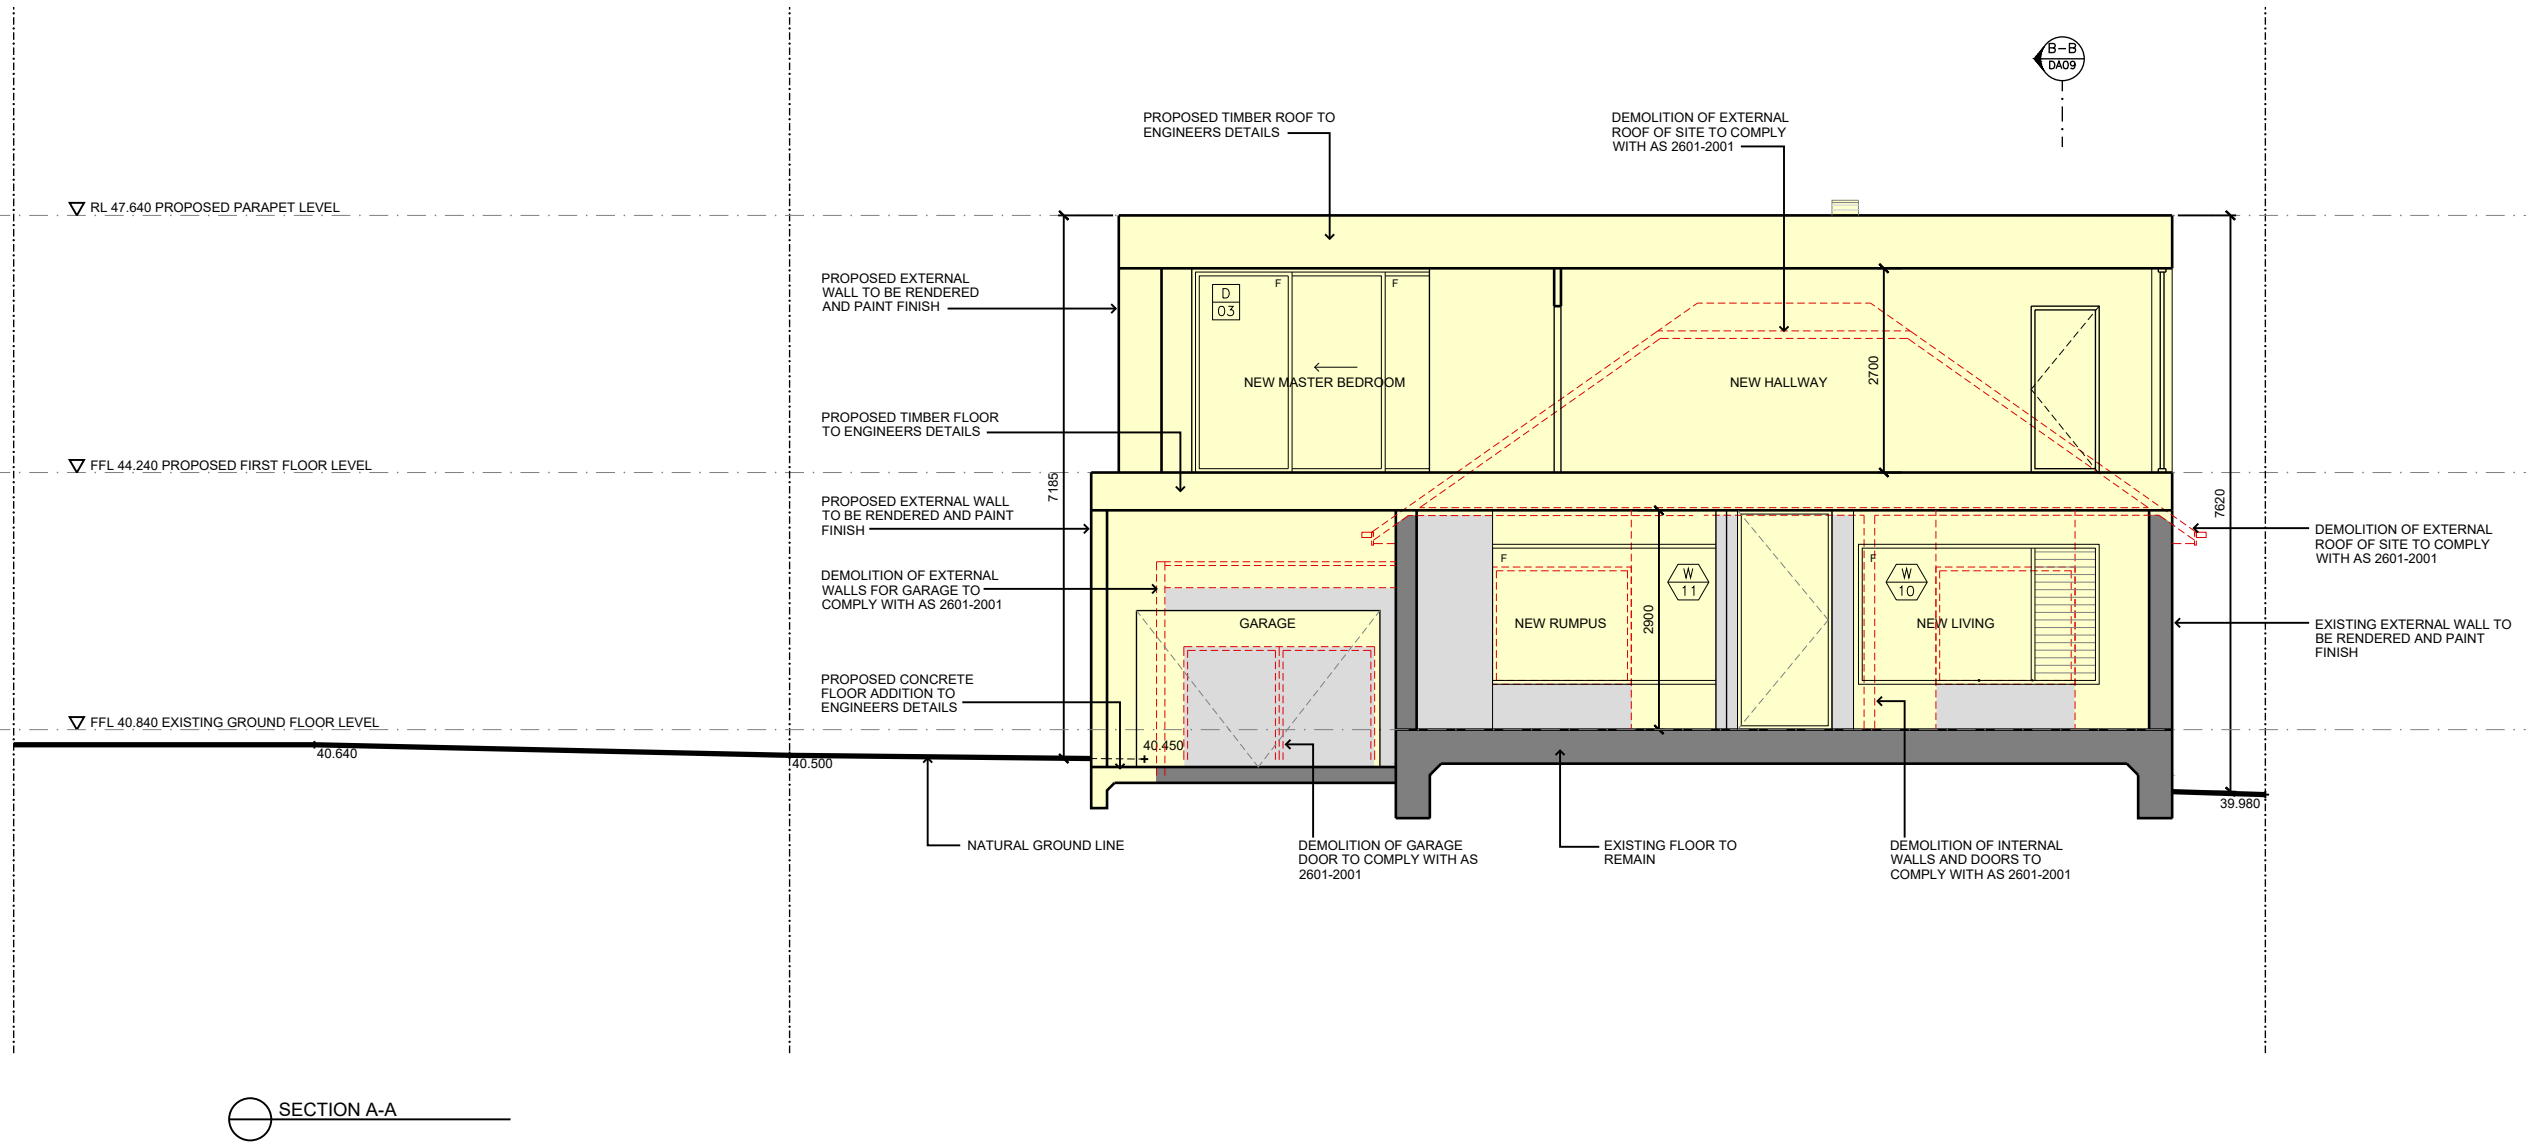 B-B
DA09
PROPOSED TIMBER ROOF TO
ENGINEERS DETAILS
DEMOLITION OF EXTERNAL
ROOF OF SITE TO COMPLY
WITH AS 2601-2001
RL 47.640 PROPOSED PARAPET LEVEL
PROPOSED EXTERNAL
WALL TO BE RENDERED
AND PAINT FINISH
D
03
F
F
NEW MASTER BEDROOM
NEW HALLWAY
2700
PROPOSED TIMBER FLOOR
TO ENGINEERS DETAILS
FFL 44.240 PROPOSED FIRST FLOOR LEVEL
7185
7620
PROPOSED EXTERNAL WALL
TO BE RENDERED AND PAINT
FINISH
DEMOLITION OF EXTERNAL
ROOF OF SITE TO COMPLY
WITH AS 2601-2001
DEMOLITION OF EXTERNAL
WALLS FOR GARAGE TO
COMPLY WITH AS 2601-2001
F
W
11
F
W
10
GARAGE
NEW RUMPUS
2900
NEW LIVING
EXISTING EXTERNAL WALL TO
BE RENDERED AND PAINT
FINISH
PROPOSED CONCRETE
FLOOR ADDITION TO
ENGINEERS DETAILS
FFL 40.840 EXISTING GROUND FLOOR LEVEL
40.640
40.500
40.450
39.980
NATURAL GROUND LINE
DEMOLITION OF GARAGE
DOOR TO COMPLY WITH AS
2601-2001
EXISTING FLOOR TO
REMAIN
DEMOLITION OF INTERNAL
WALLS AND DOORS TO
COMPLY WITH AS 2601-2001
SECTION A-A